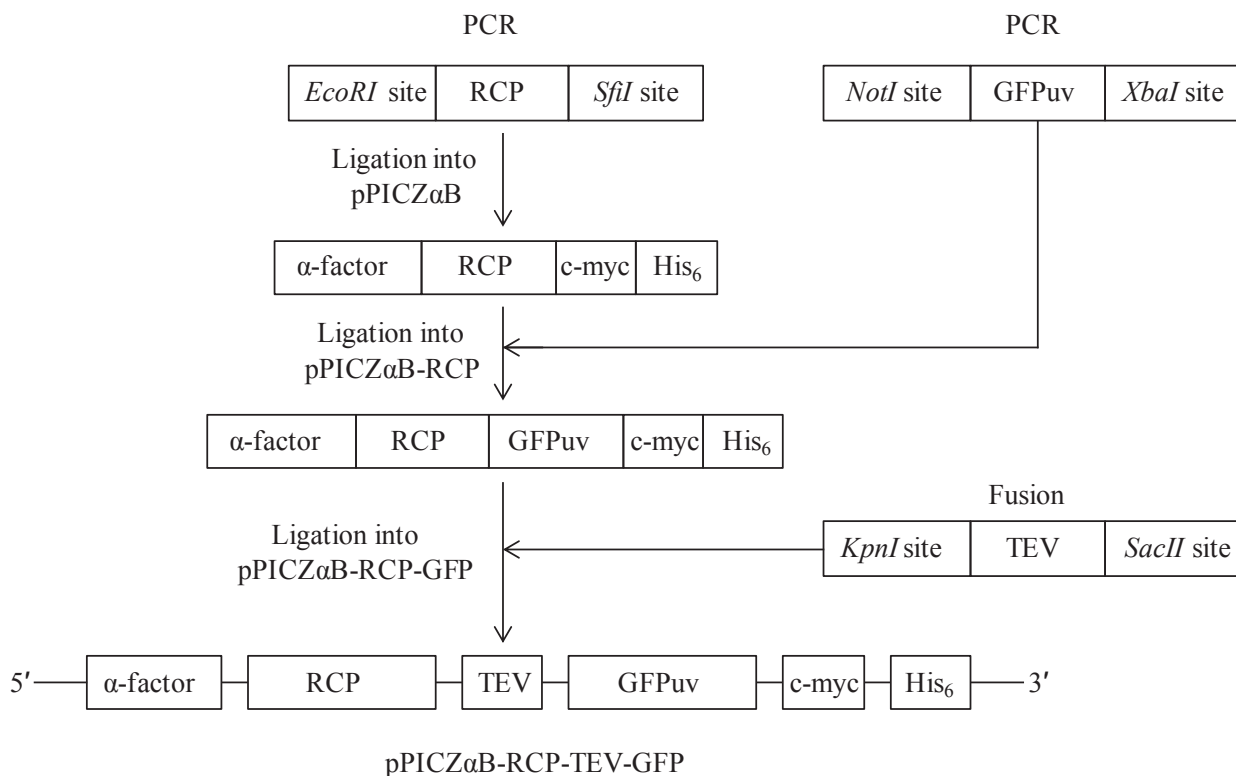 PCR
PCR
EcoRI site RCP SfiI site
NotI site GFPuv XbaI site
Ligation into
pPICZαB
α-factor RCP c-myc His₆
Ligation into
pPICZαB-RCP
α-factor RCP GFPuv c-myc His₆
Fusion
Ligation into
pPICZαB-RCP-GFP
KpnI site TEV SacII site
5′ α-factor RCP TEV GFPuv c-myc His₆ 3′
pPICZαB-RCP-TEV-GFP